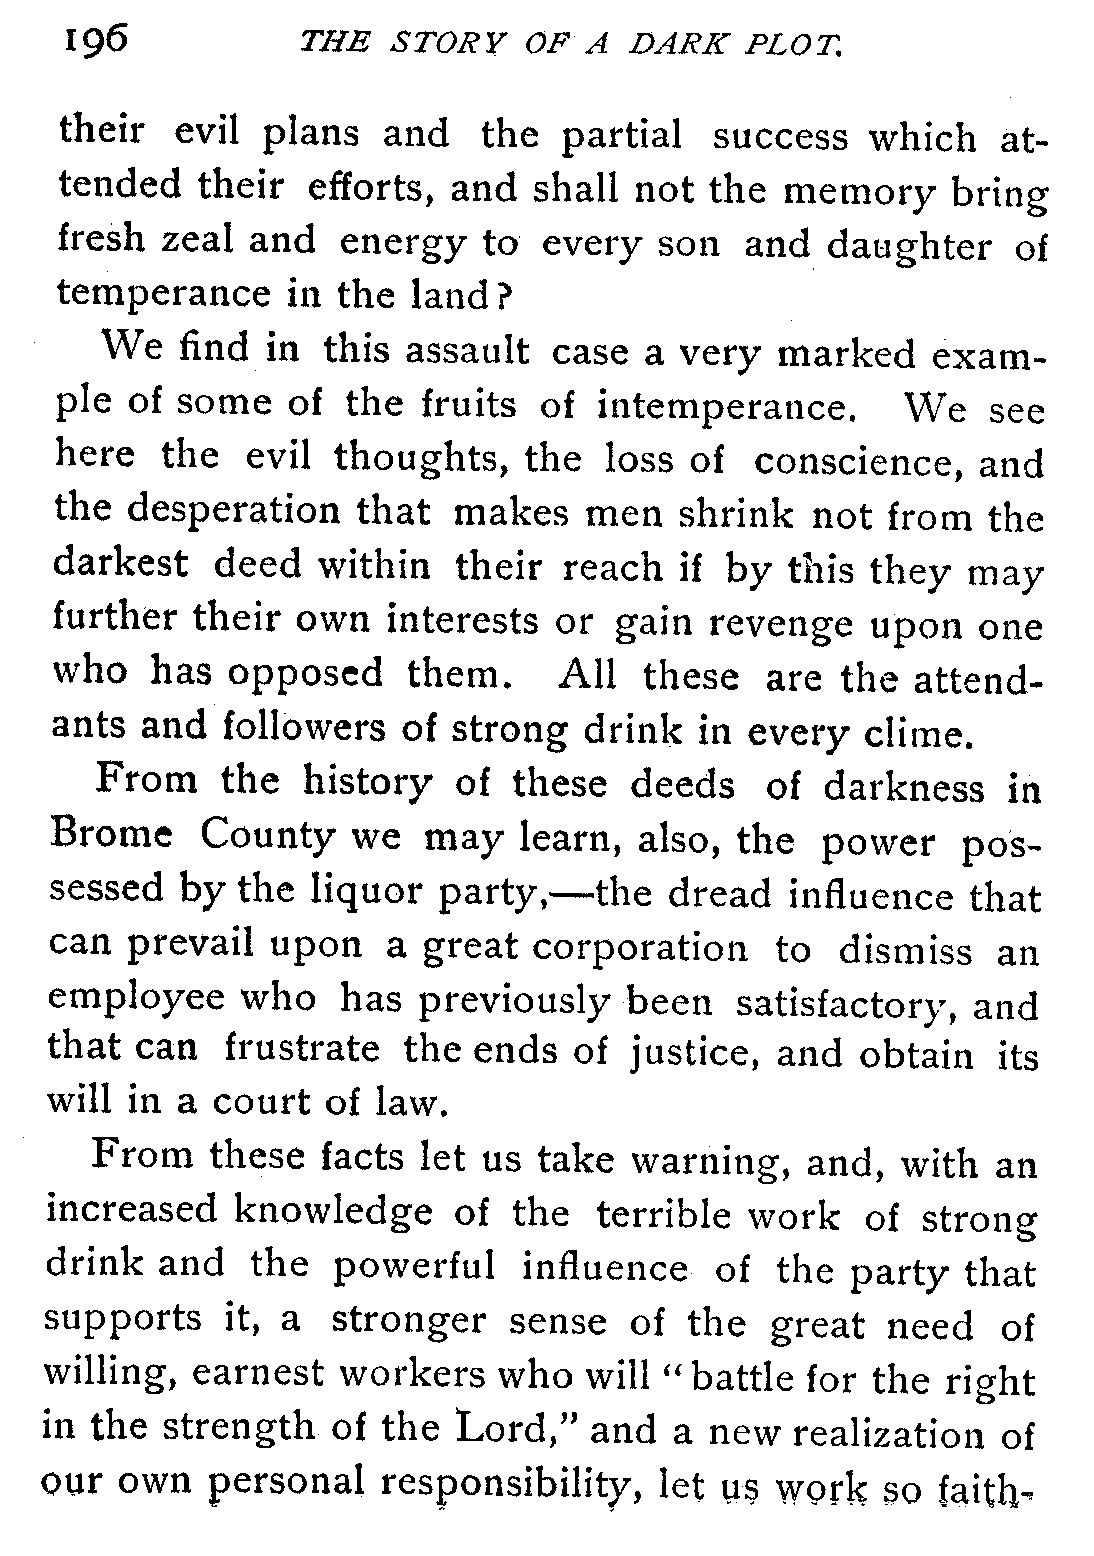 196 THE STORY OF A DARK PLOT.
their evil plans and the partial success which at-
tended their efforts, and shall not the memory bring
fresh zeal and energy to every son and daughter of
temperance in the land?
We find in this assault case a very marked exam-
ple of some of the fruits of intemperance. We see
here the evil thoughts, the loss of conscience, and
the desperation that makes men shrink not from the
darkest deed within their reach if by this they may
further their own interests or gain revenge upon one
who has opposed them. All these are the attend-
ants and followers of strong drink in every clime.
From the history of these deeds of darkness in
Brome County we may learn, also, the power pos-
sessed by the liquor party,—the dread influence that
can prevail upon a great corporation to dismiss an
employee who has previously been satisfactory, and
that can frustrate the ends of justice, and obtain its
will in a court of law.
From these facts let us take warning, and, with an
increased knowledge of the terrible work of strong
drink and the powerful influence of the party that
supports it, a stronger sense of the great need of
willing, earnest workers who will “ battle for the right
in the strength of the Lord,” and a new realization of
our own personal responsibility, let us work so faith-